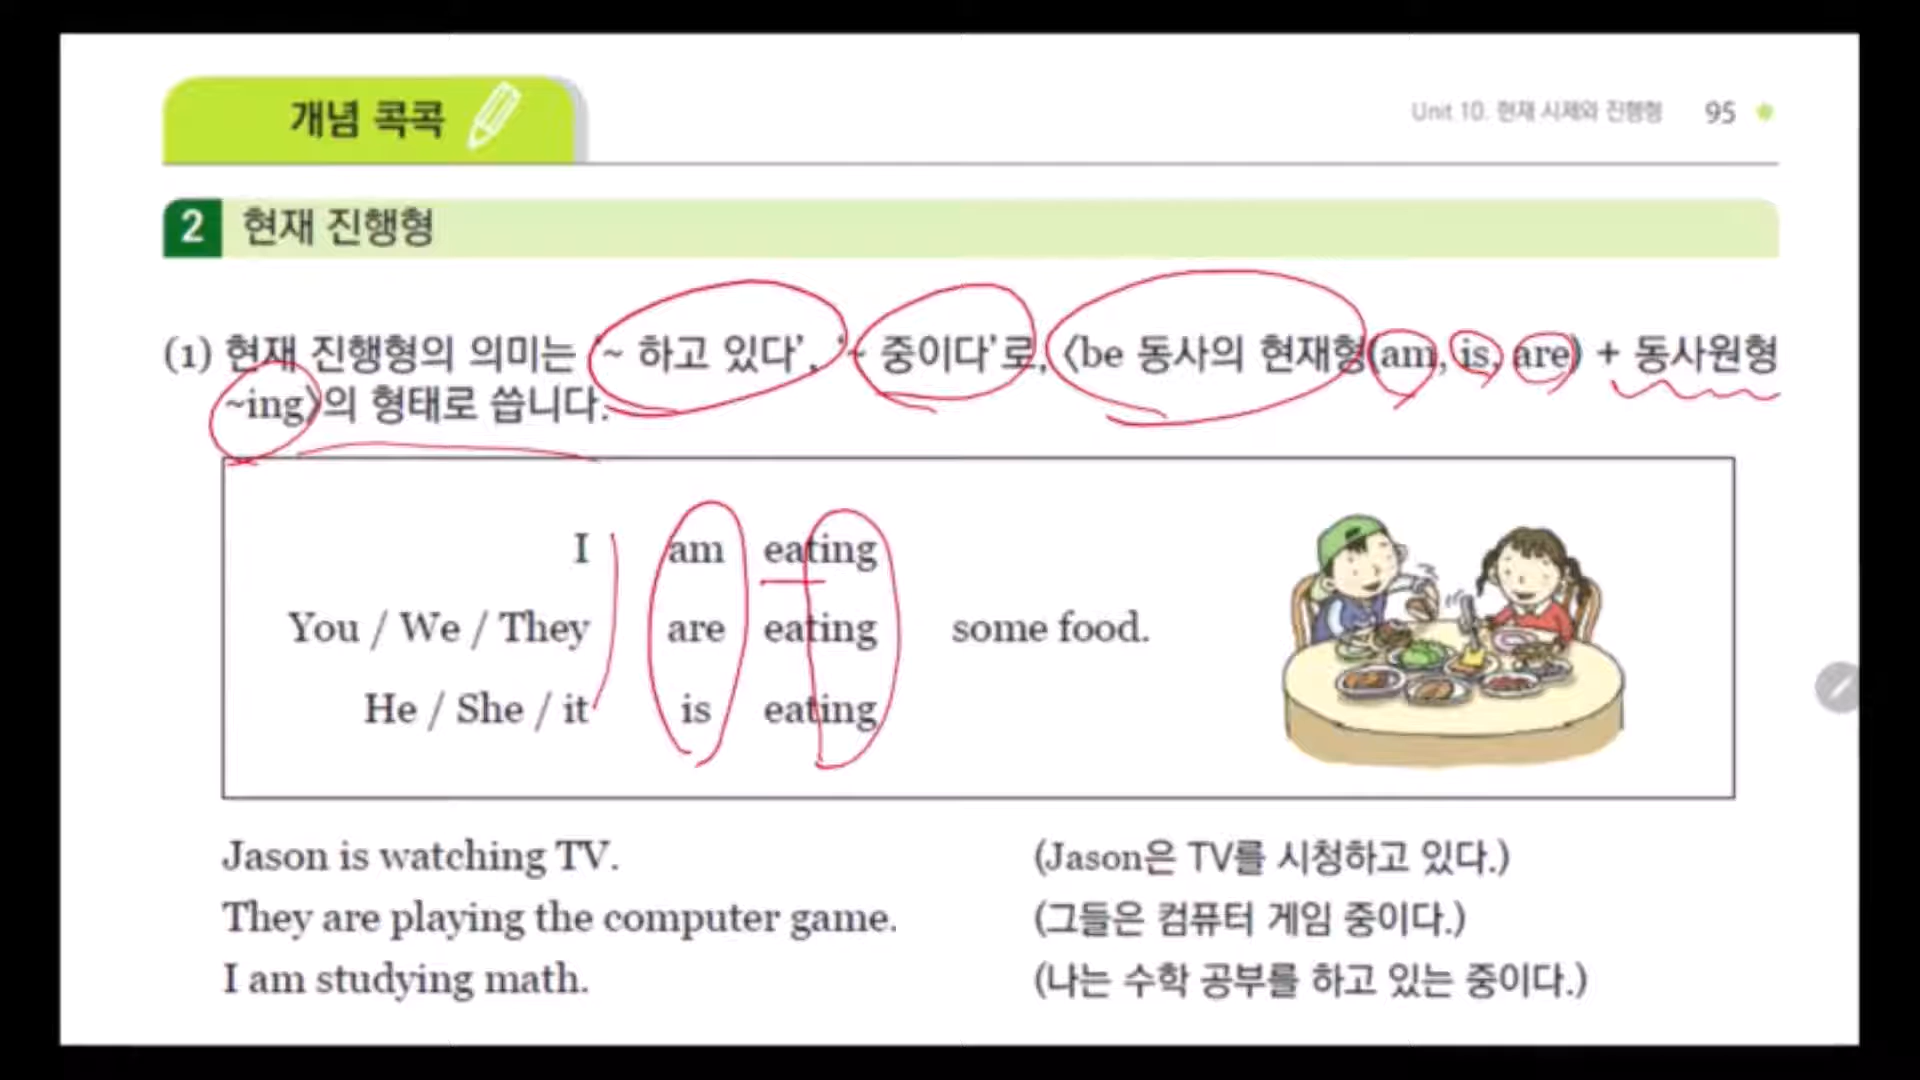 개념 콕콕
Unit 10. 현재 시제와 진행형 95
2 현재 진행형
(1) 현재 진행형의 의미는 ‘~ 하고 있다’, ‘~ 중이다’로, 〈be 동사의 현재형(am, is, are) + 동사원형
~ing〉의 형태로 씁니다.
I am eating
You / We / They are eating some food.
He / She / it is eating
Jason is watching TV. (Jason은 TV를 시청하고 있다.)
They are playing the computer game. (그들은 컴퓨터 게임 중이다.)
I am studying math. (나는 수학 공부를 하고 있는 중이다.)